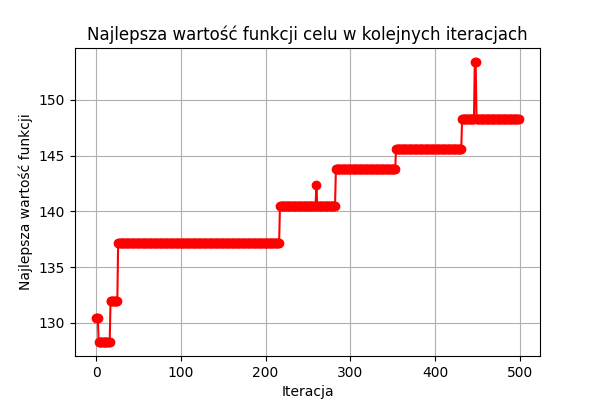 Najlepsza wartość funkcji celu w kolejnych iteracjach
Najlepsza wartość funkcji
150
145
140
135
130
0 100 200 300 400 500
Iteracja